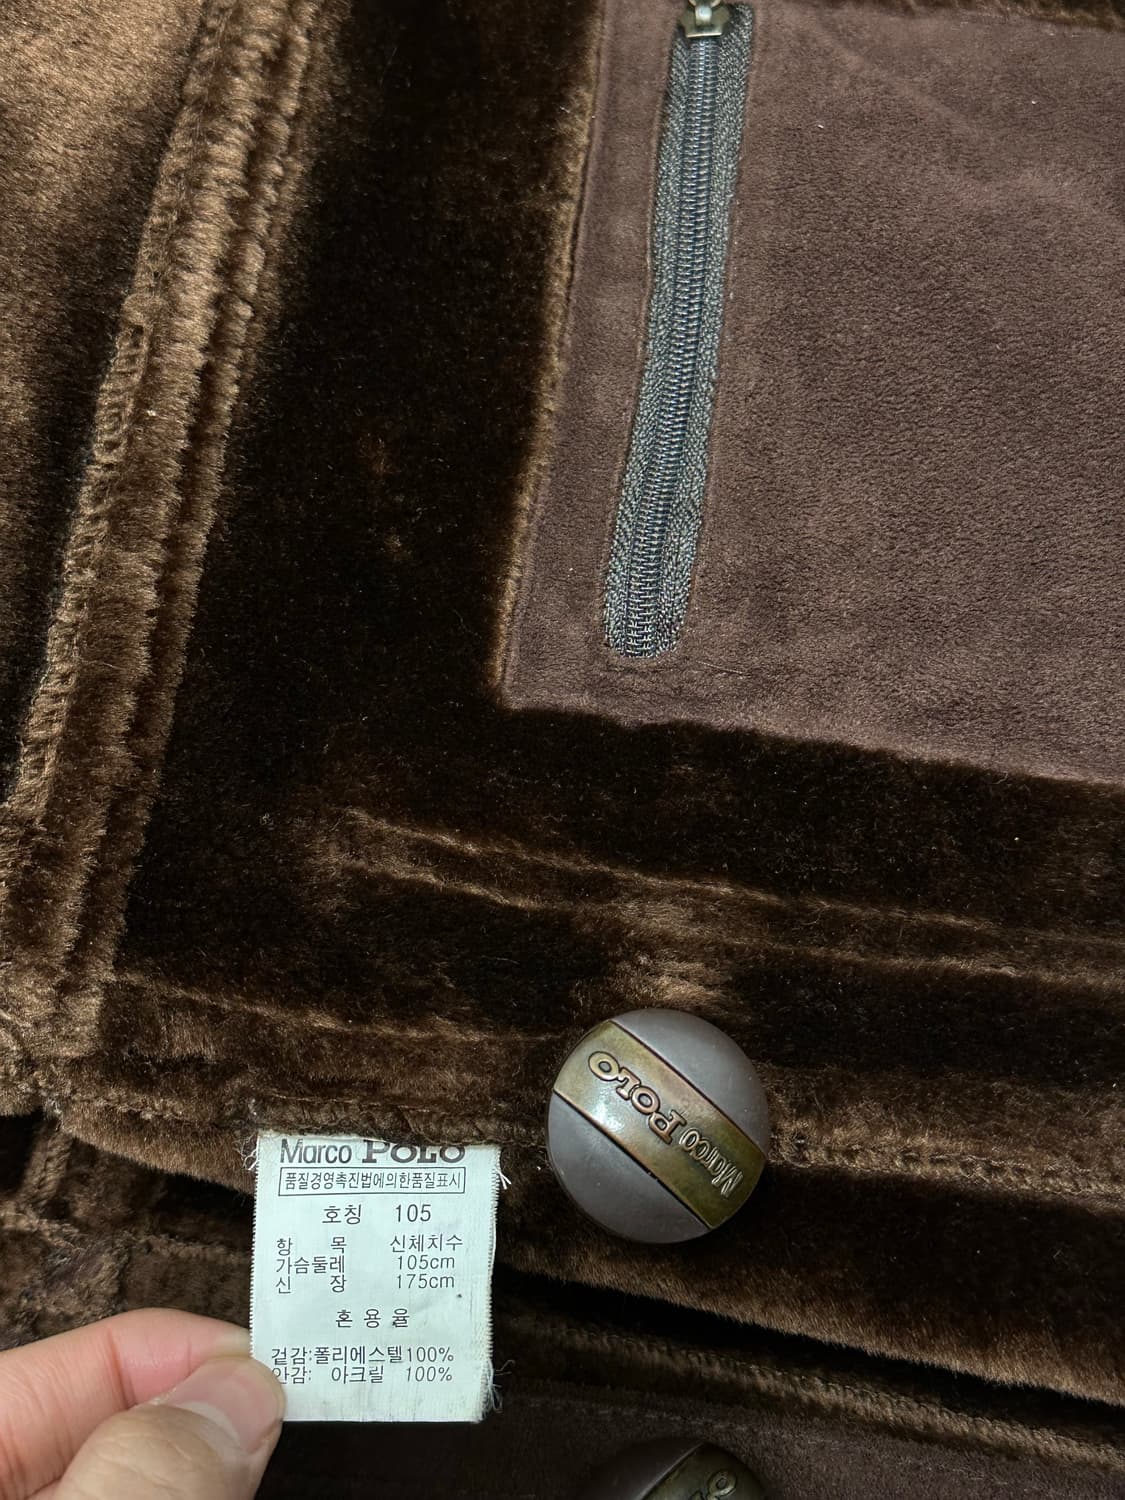 Marco POLO
품질경영촉진법에의한품질표시
호칭 105
항 목 신체치수
가슴둘레 105cm
신 장 175cm
혼 용 율
겉감:폴리에스텔100%
안감: 아크릴 100%
Marco POLO